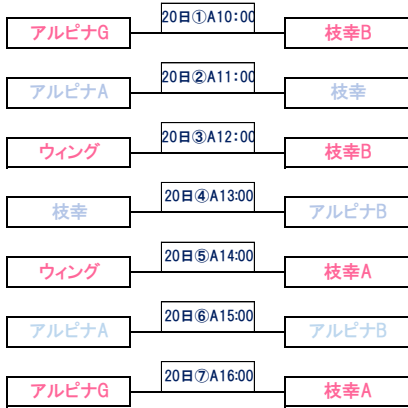 20日①A10:00
アルピナG 枝幸B
20日②A11:00
アルピナA 枝幸
20日③A12:00
ウィング 枝幸B
20日④A13:00
枝幸 アルピナB
20日⑤A14:00
ウィング 枝幸A
20日⑥A15:00
アルピナA アルピナB
20日⑦A16:00
アルピナG 枝幸A